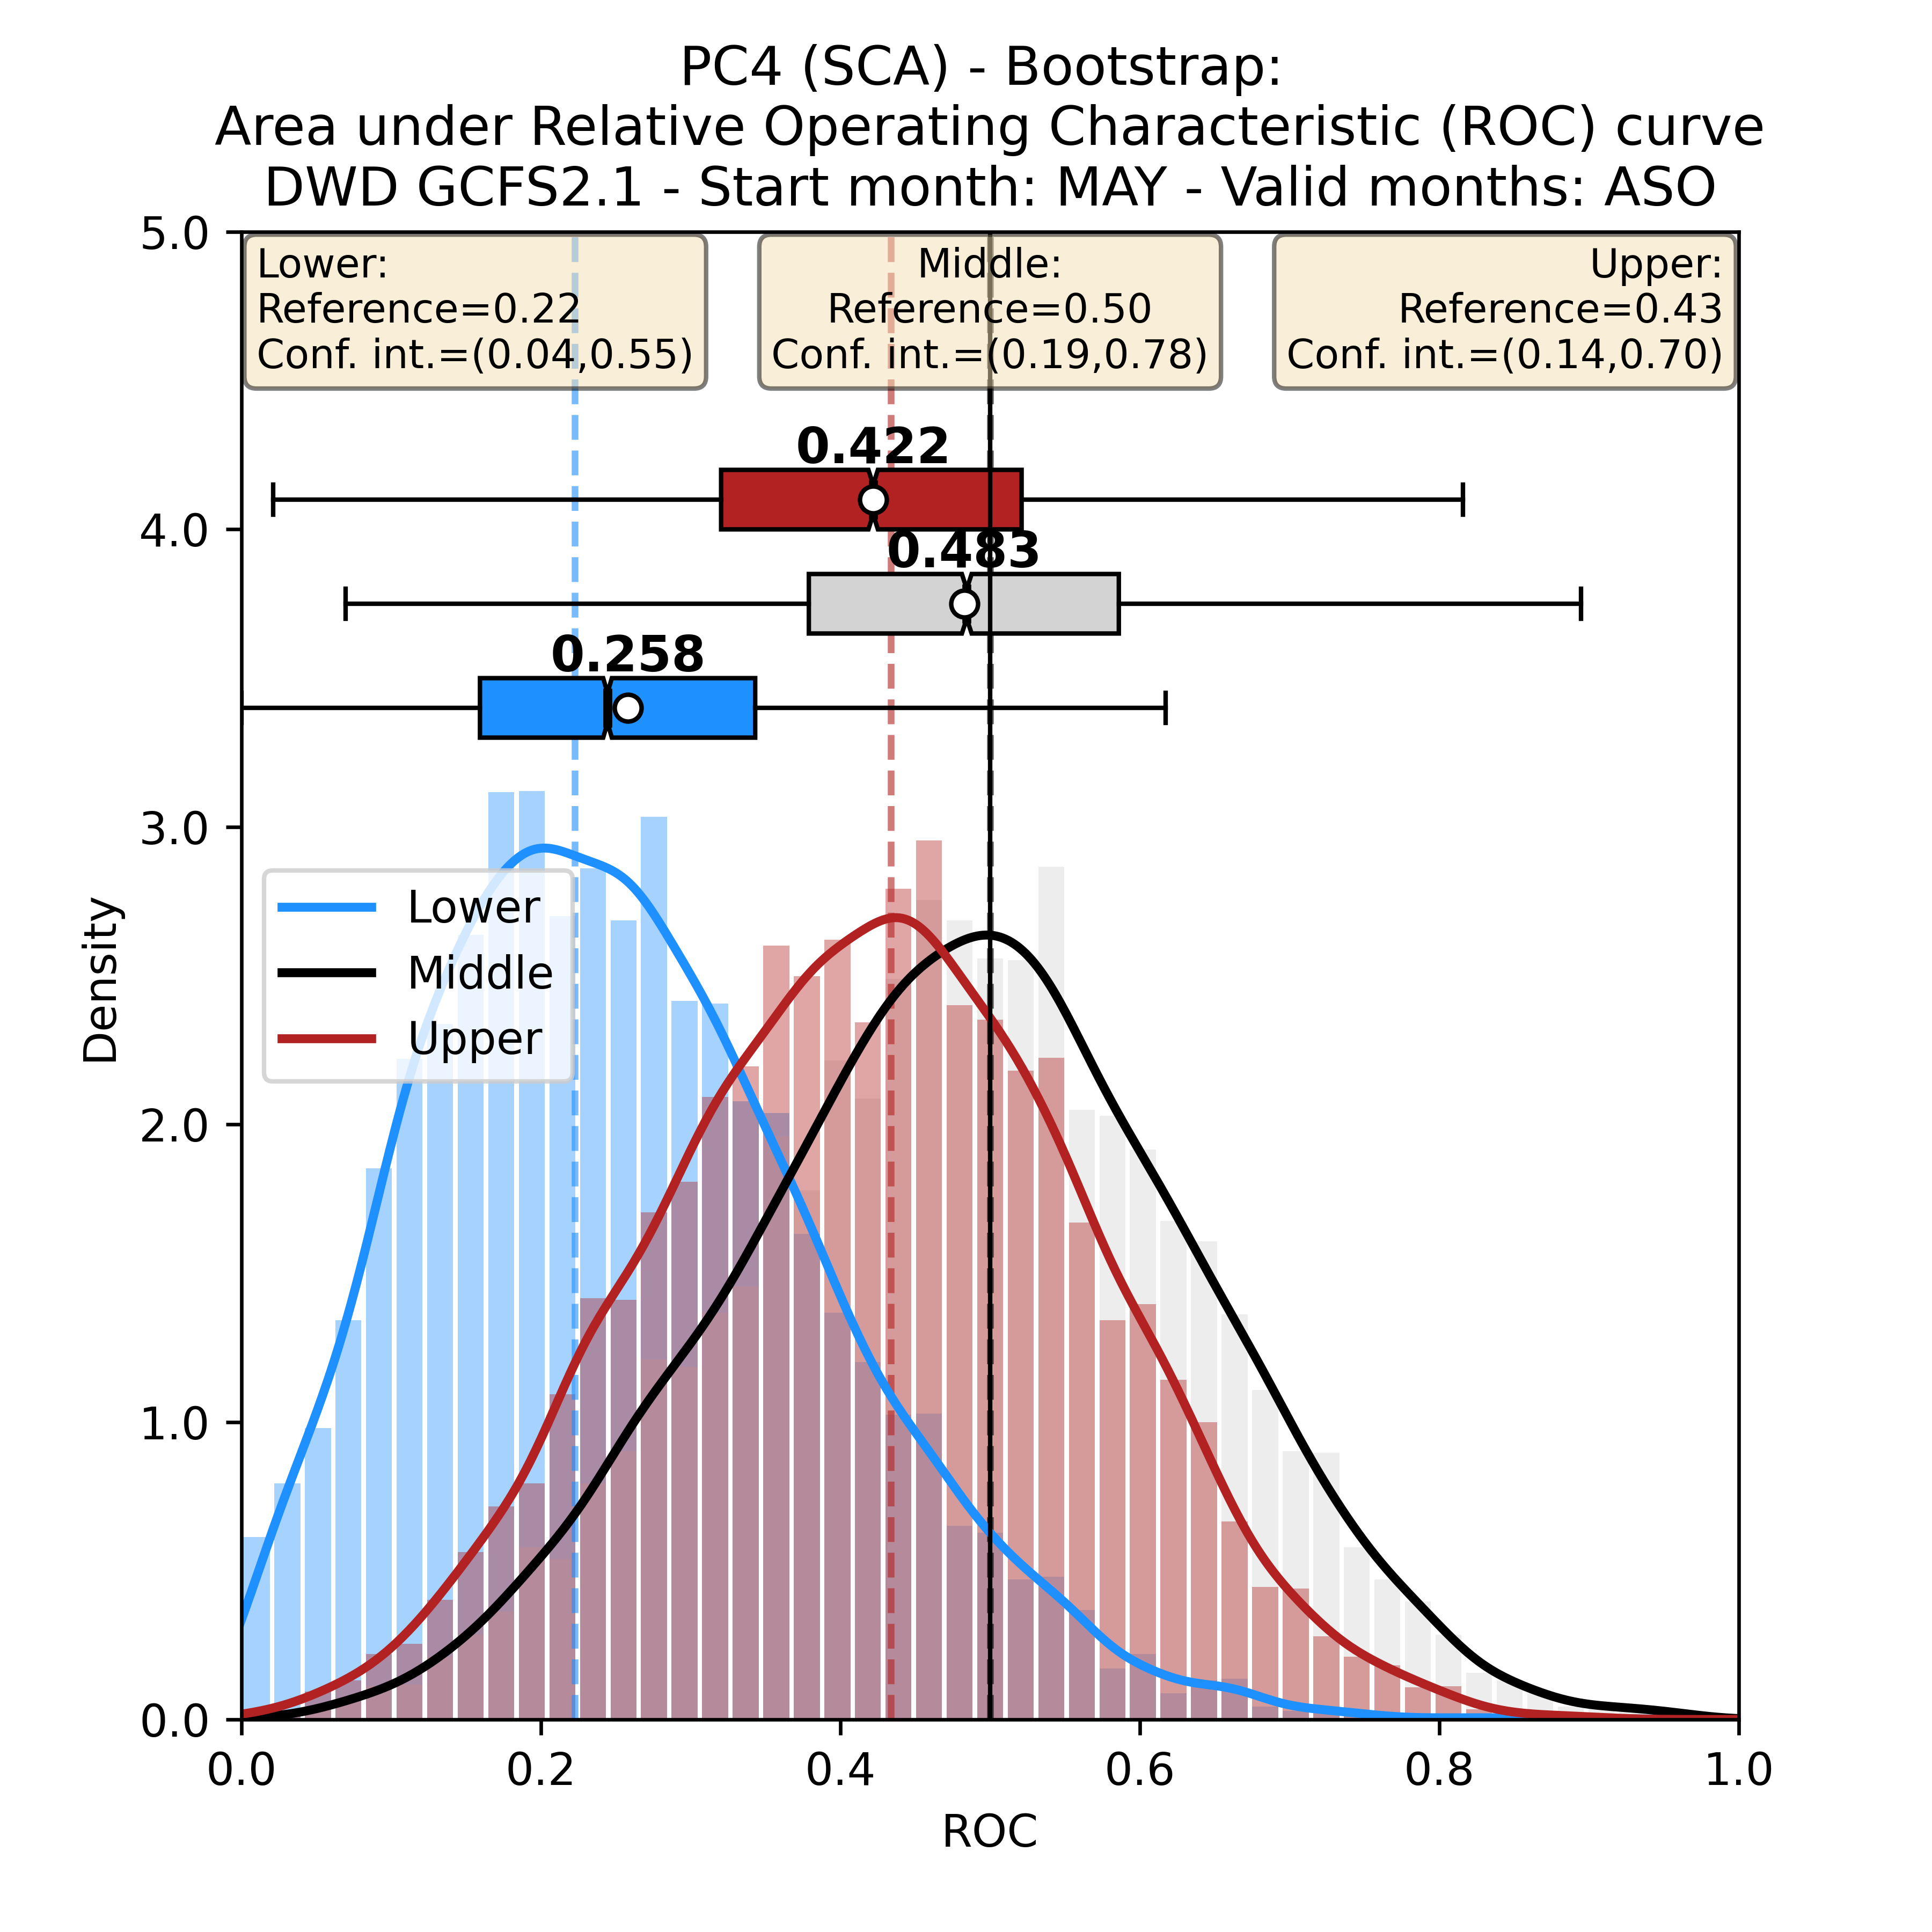 PC4 (SCA) - Bootstrap:
Area under Relative Operating Characteristic (ROC) curve
DWD GCFS2.1 - Start month: MAY - Valid months: ASO
5.0
Lower:
Reference=0.22
Conf. int.=(0.04,0.55)
Middle:
Reference=0.50
Conf. int.=(0.19,0.78)
Upper:
Reference=0.43
Conf. int.=(0.14,0.70)
0.422
4.0
0.483
0.258
3.0
Lower
Middle
Upper
Density
2.0
1.0
0.0
0.0
0.2
0.4
0.6
0.8
1.0
ROC